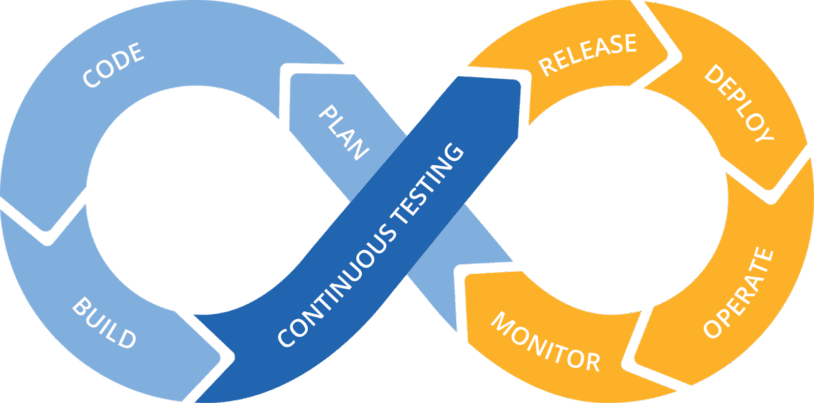 PLAN
CODE
BUILD
CONTINUOUS TESTING
RELEASE
DEPLOY
OPERATE
MONITOR